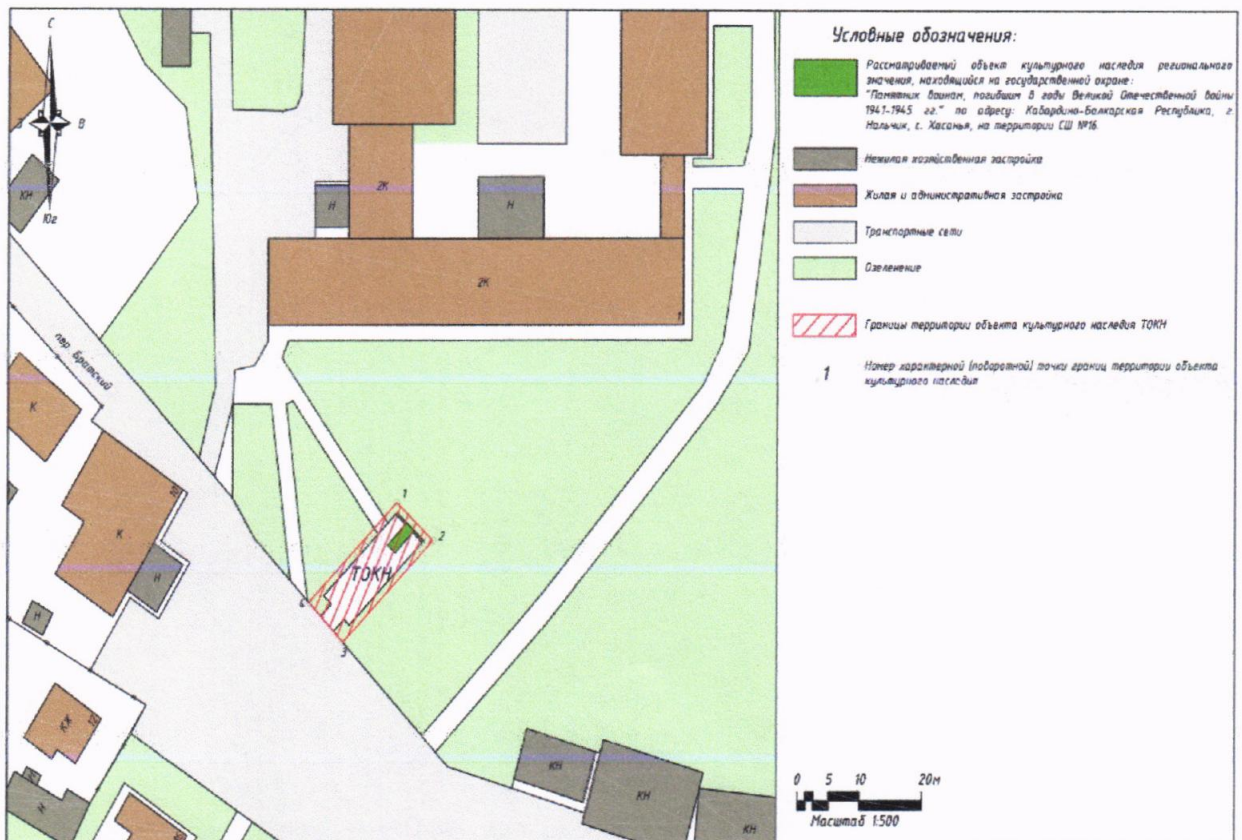 Условные обозначения:
Рассматриваемый объект культурного наследия регионального
значения, находящийся на государственной охране:
"Памятник воинам, погибшим в годы Великой Отечественной войны
1941-1945 гг." по адресу: Кабардино-Балкарская Республика, г.
Нальчик, с. Хасанья, на территории СШ №16.
Нежилая хозяйственная застройка
Жилая и административная застройка
Транспортные сети
Озеленение
Границы территории объекта культурного наследия ТОКН
1
Номер характерной (поворотной) точки границ территории объекта
культурного наследия
0 5 10 20м
Масштаб 1:500
С
В
Юг
КН
2К
Н
Н
2К
1
пер. Братский
К
К
Н
Н
КЖ
Н
1
2
3
4
ТОКН
КН
КН
КН